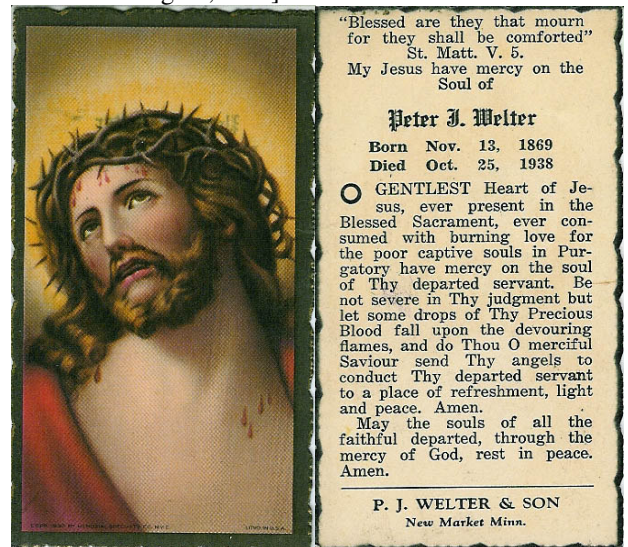 "Blessed are they that mourn
for they shall be comforted"
St. Matt. V. 5.
My Jesus have mercy on the
Soul of
Peter J. Welter
Born Nov. 13, 1869
Died Oct. 25, 1938
O GENTLEST Heart of Je-
sus, ever present in the
Blessed Sacrament, ever con-
sumed with burning love for
the poor captive souls in Pur-
gatory have mercy on the soul
of Thy departed servant. Be
not severe in Thy judgment but
let some drops of Thy Precious
Blood fall upon the devouring
flames, and do Thou O merciful
Saviour send Thy angels to
conduct Thy departed servant
to a place of refreshment, light
and peace. Amen.
May the souls of all the
faithful departed, through the
mercy of God, rest in peace.
Amen.
P. J. WELTER & SON
New Market Minn.
LITHO IN U.S.A.